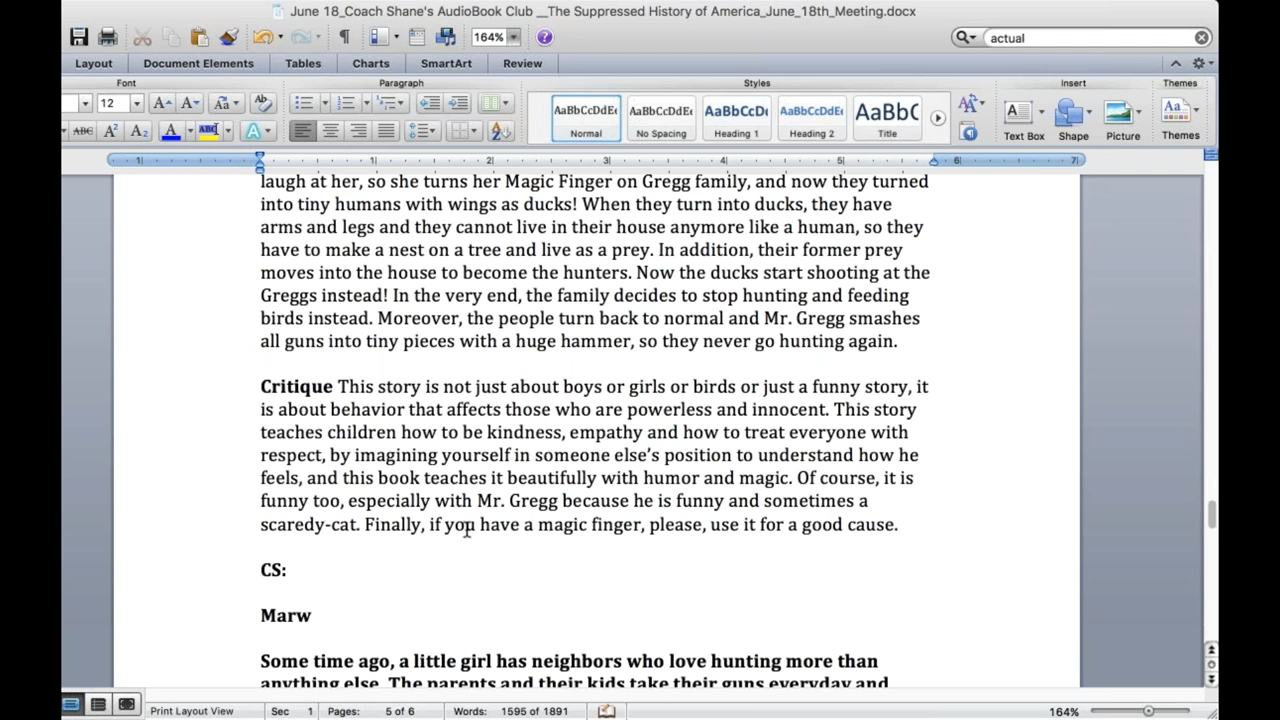 June 18_Coach Shane's AudioBook Club __The Suppressed History of America_June_18th_Meeting.docx
164%
actual
Layout Document Elements Tables Charts SmartArt Review
Font Paragraph Styles Insert Themes
12
AaBbCcDdEe AaBbCcDdEe AaBbCcDc AaBbCcDdEe AaBbC
Normal No Spacing Heading 1 Heading 2 Title
Text Box Shape Picture Themes
laugh at her, so she turns her Magic Finger on Gregg family, and now they turned
into tiny humans with wings as ducks! When they turn into ducks, they have
arms and legs and they cannot live in their house anymore like a human, so they
have to make a nest on a tree and live as a prey. In addition, their former prey
moves into the house to become the hunters. Now the ducks start shooting at the
Greggs instead! In the very end, the family decides to stop hunting and feeding
birds instead. Moreover, the people turn back to normal and Mr. Gregg smashes
all guns into tiny pieces with a huge hammer, so they never go hunting again.
Critique This story is not just about boys or girls or birds or just a funny story, it
is about behavior that affects those who are powerless and innocent. This story
teaches children how to be kindness, empathy and how to treat everyone with
respect, by imagining yourself in someone else's position to understand how he
feels, and this book teaches it beautifully with humor and magic. Of course, it is
funny too, especially with Mr. Gregg because he is funny and sometimes a
scaredy-cat. Finally, if you have a magic finger, please, use it for a good cause.
CS:
Marw
Some time ago, a little girl has neighbors who love hunting more than
anything else. The parents and their kids take their guns everyday and
Print Layout View Sec 1 Pages: 5 of 6 Words: 1595 of 1891 164%